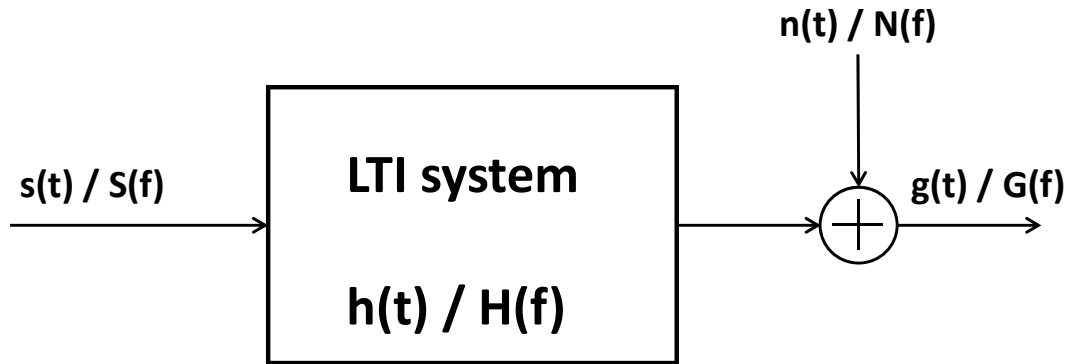 n(t) / N(f)
s(t) / S(f)
LTI system
g(t) / G(f)
h(t) / H(f)